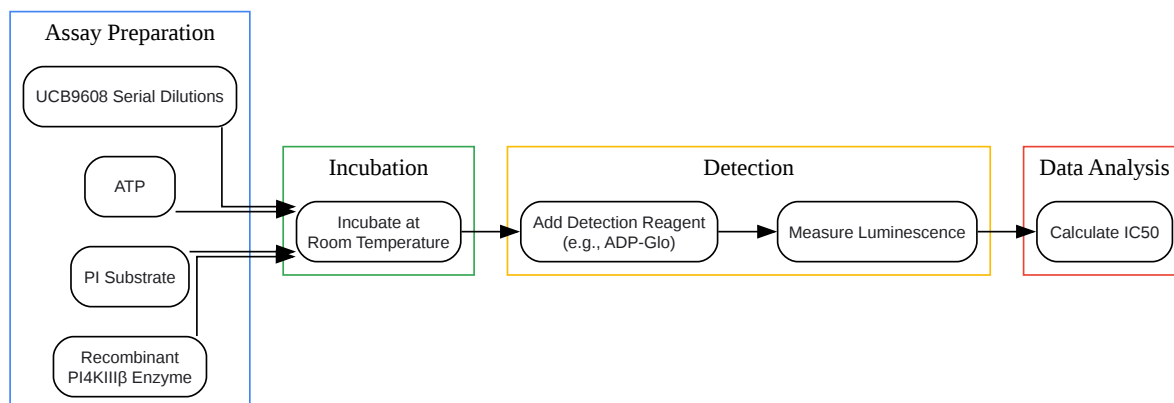 Assay Preparation
UCB9608 Serial Dilutions
ATP
PI Substrate
Recombinant
PI4KIIIβ Enzyme
Incubation
Incubate at
Room Temperature
Detection
Add Detection Reagent
(e.g., ADP-Glo)
Measure Luminescence
Data Analysis
Calculate IC50